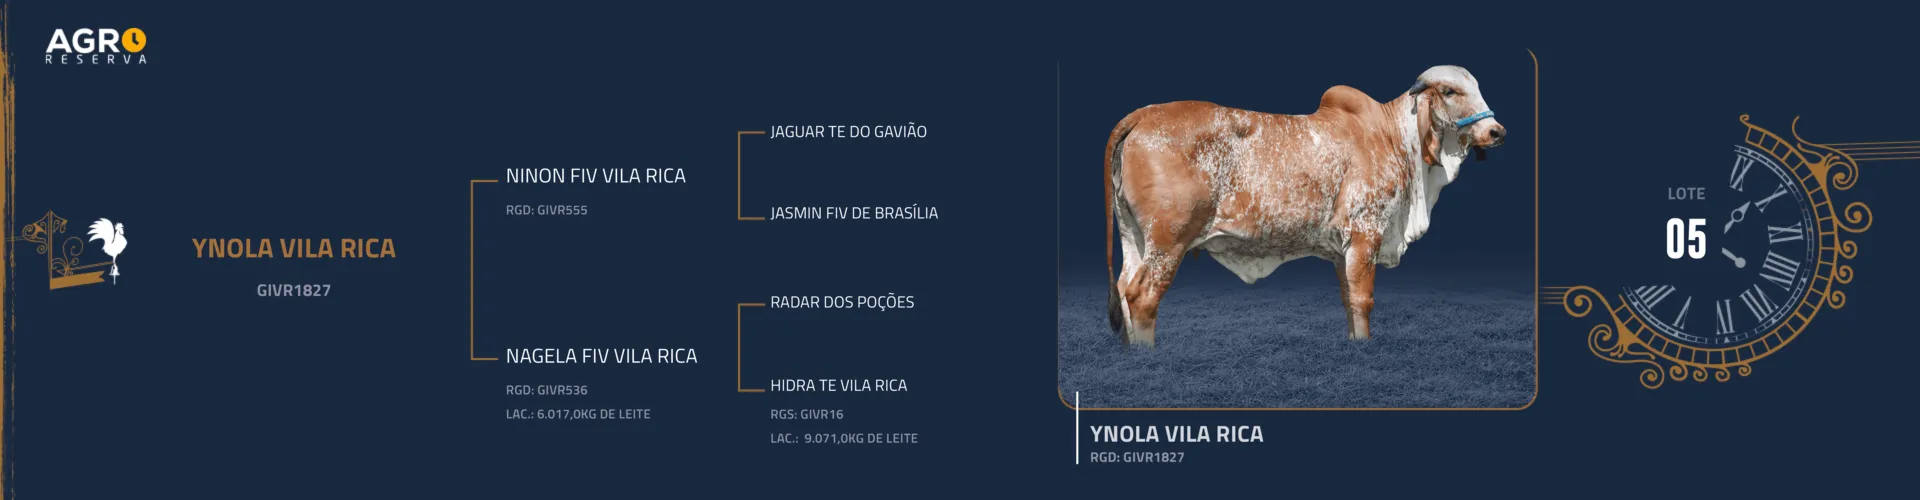 AGRO
RESERVA
YNOLA VILA RICA
GIVR1827
NINON FIV VILA RICA
RGD: GIVR555
NAGELA FIV VILA RICA
RGD: GIVR536
LAC.: 6.017,0KG DE LEITE
JAGUAR TE DO GAVIÃO
JASMIN FIV DE BRASÍLIA
RADAR DOS POÇÕES
HIDRA TE VILA RICA
RGS: GIVR16
LAC.: 9.071,0KG DE LEITE
YNOLA VILA RICA
RGD: GIVR1827
LOTE
05